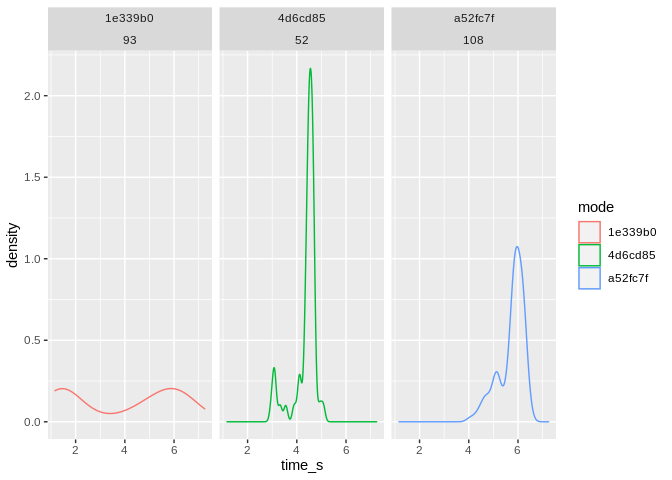 1e339b0 4d6cd85 a52fc7f
93 52 108
density
2.0
1.5
1.0
0.5
0.0
2 4 6 2 4 6 2 4 6
time_s
mode
1e339b0
4d6cd85
a52fc7f